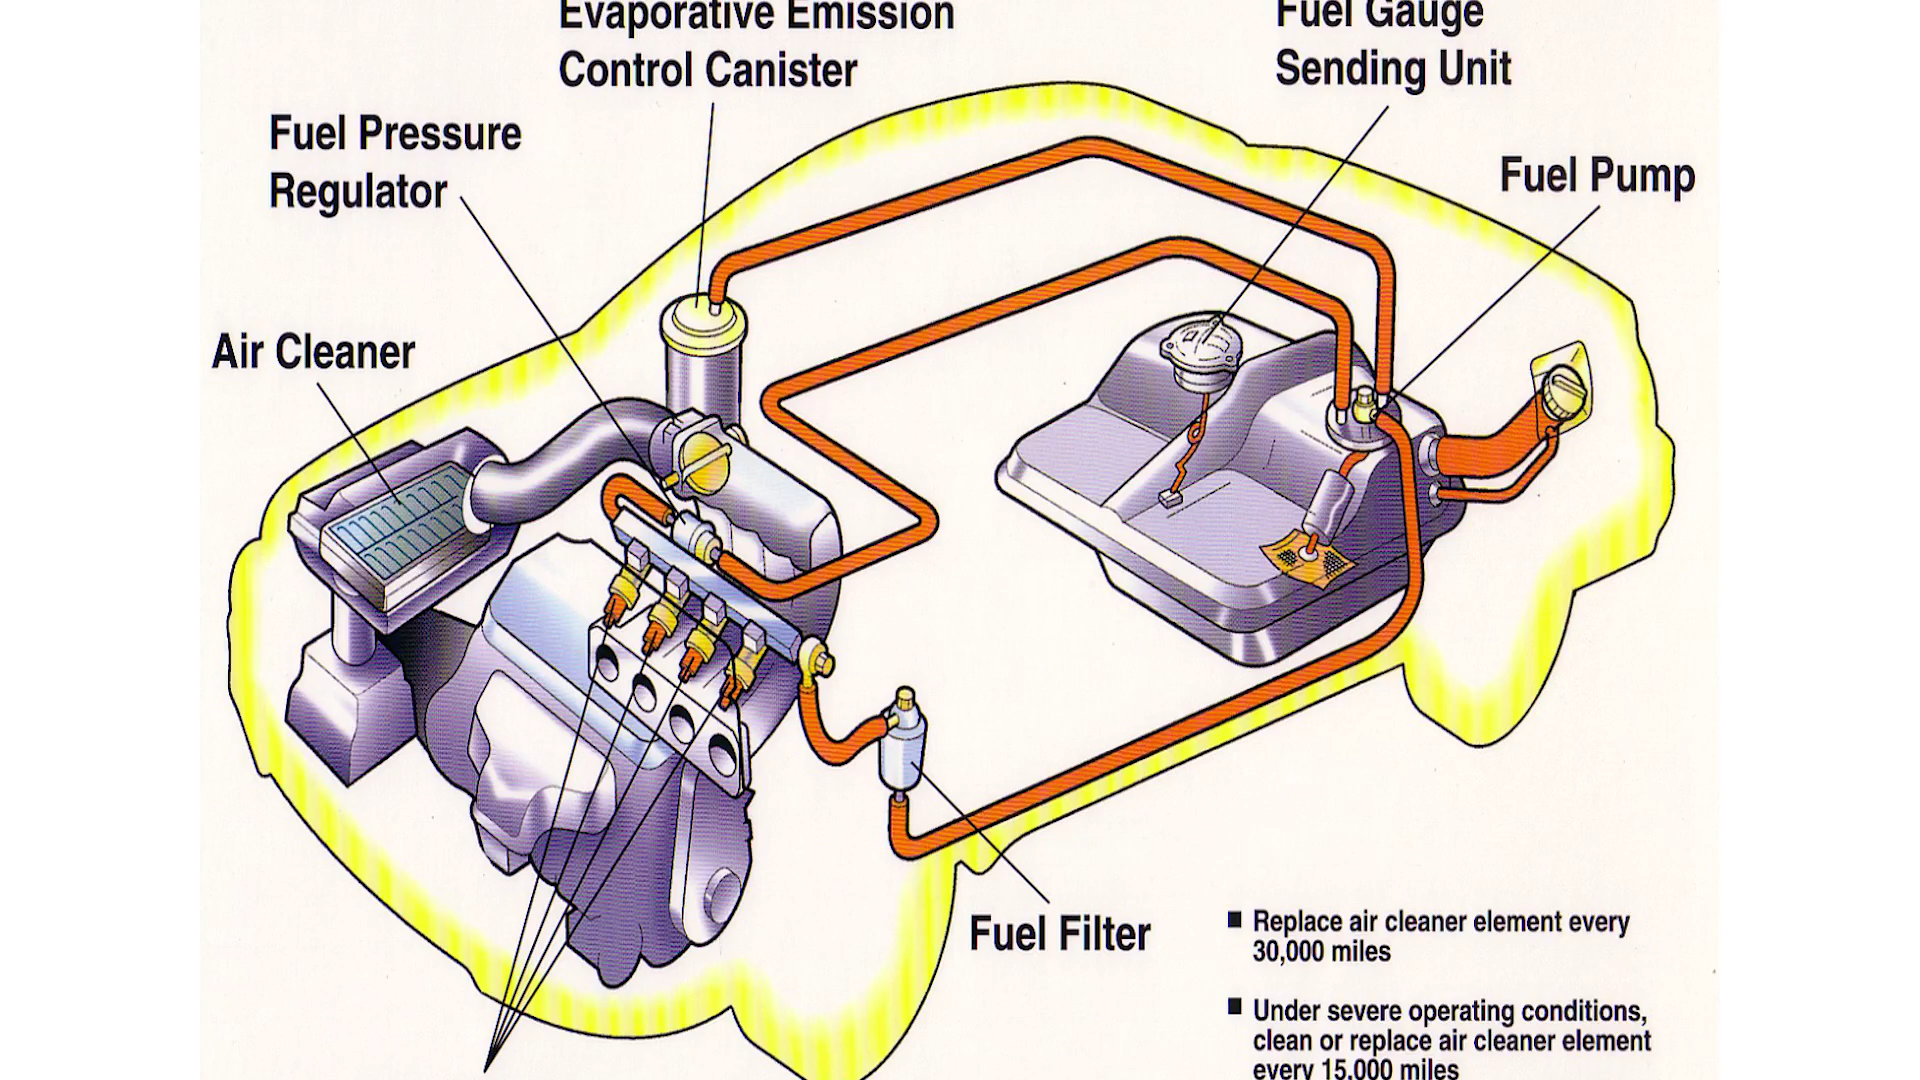 Evaporative Emission
Control Canister
Fuel Gauge
Sending Unit
Fuel Pressure
Regulator
Fuel Pump
Air Cleaner
Fuel Filter
■ Replace air cleaner element every
30,000 miles
■ Under severe operating conditions,
clean or replace air cleaner element
every 15,000 miles